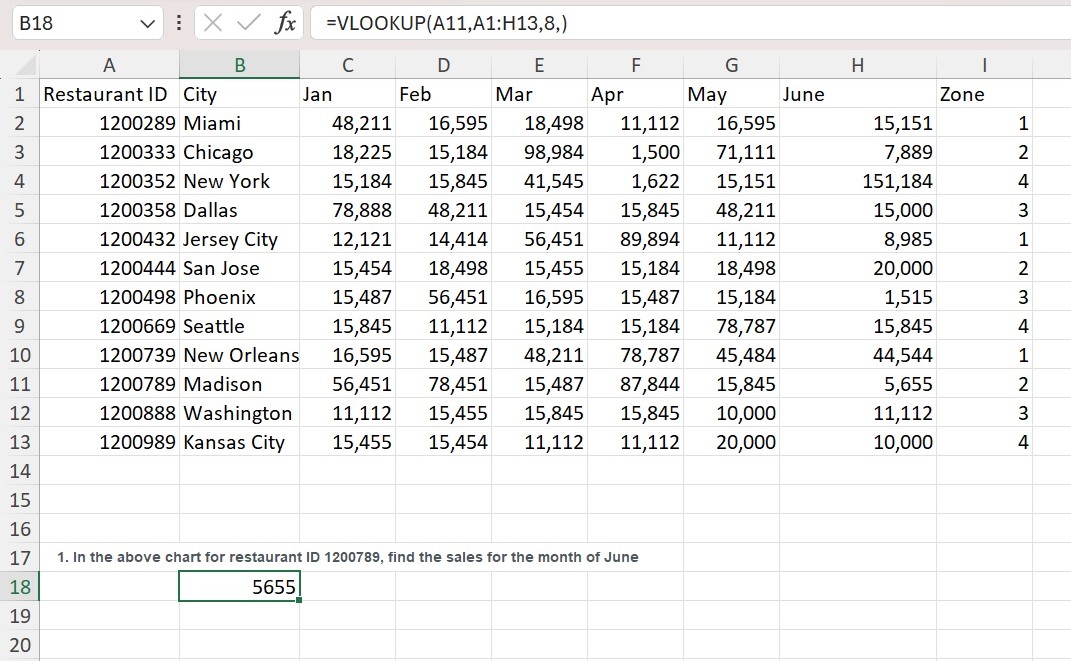 B18 fx =VLOOKUP(A11,A1:H13,8,)
A B C D E F G H I
1 Restaurant ID City Jan Feb Mar Apr May June Zone
2 1200289 Miami 48,211 16,595 18,498 11,112 16,595 15,151 1
3 1200333 Chicago 18,225 15,184 98,984 1,500 71,111 7,889 2
4 1200352 New York 15,184 15,845 41,545 1,622 15,151 151,184 4
5 1200358 Dallas 78,888 48,211 15,454 15,845 48,211 15,000 3
6 1200432 Jersey City 12,121 14,414 56,451 89,894 11,112 8,985 1
7 1200444 San Jose 15,454 18,498 15,455 15,184 18,498 20,000 2
8 1200498 Phoenix 15,487 56,451 16,595 15,487 15,184 1,515 3
9 1200669 Seattle 15,845 11,112 15,184 15,184 78,787 15,845 4
10 1200739 New Orleans 16,595 15,487 48,211 78,787 45,484 44,544 1
11 1200789 Madison 56,451 78,451 15,487 87,844 15,845 5,655 2
12 1200888 Washington 11,112 15,455 15,845 15,845 10,000 11,112 3
13 1200989 Kansas City 15,455 15,454 11,112 11,112 20,000 10,000 4
14
15
16
17 1. In the above chart for restaurant ID 1200789, find the sales for the month of June
18 5655
19
20